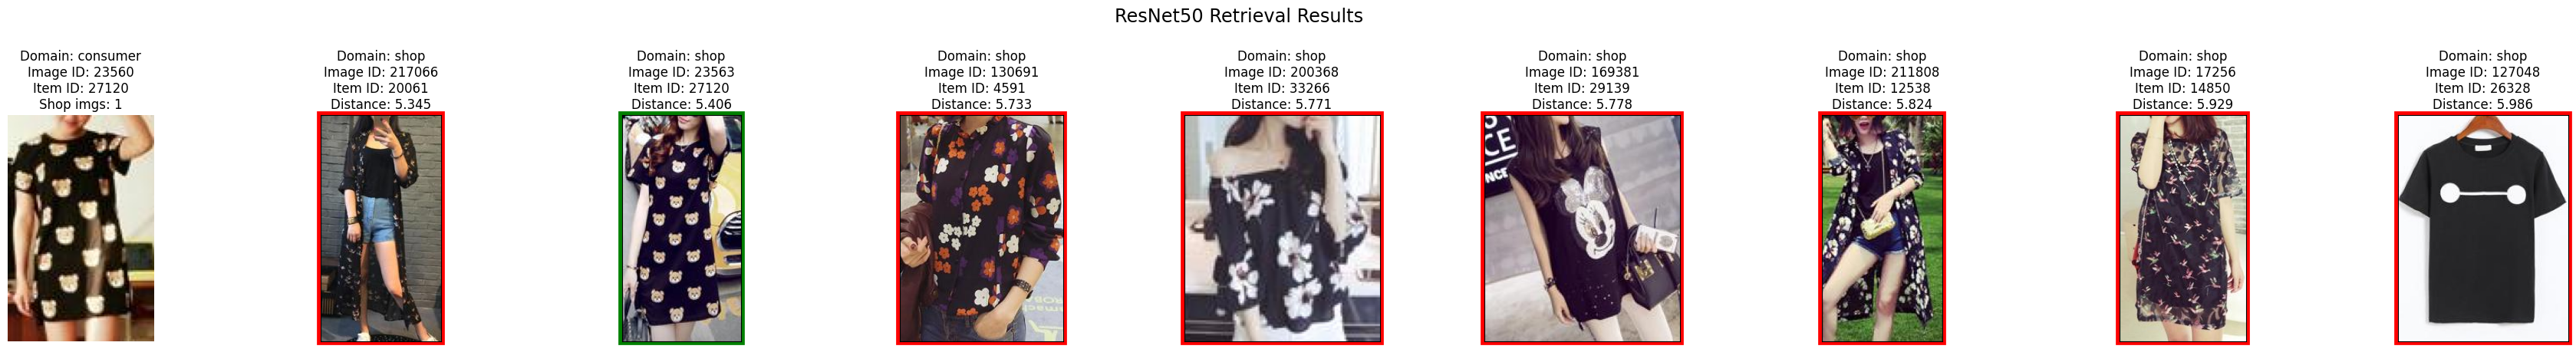 ResNet50 Retrieval Results
Domain: consumer
Image ID: 23560
Item ID: 27120
Shop imgs: 1
Domain: shop
Image ID: 217066
Item ID: 20061
Distance: 5.345
Domain: shop
Image ID: 23563
Item ID: 27120
Distance: 5.406
Domain: shop
Image ID: 130691
Item ID: 4591
Distance: 5.733
Domain: shop
Image ID: 200368
Item ID: 33266
Distance: 5.771
Domain: shop
Image ID: 169381
Item ID: 29139
Distance: 5.778
Domain: shop
Image ID: 211808
Item ID: 12538
Distance: 5.824
Domain: shop
Image ID: 17256
Item ID: 14850
Distance: 5.929
Domain: shop
Image ID: 127048
Item ID: 26328
Distance: 5.986